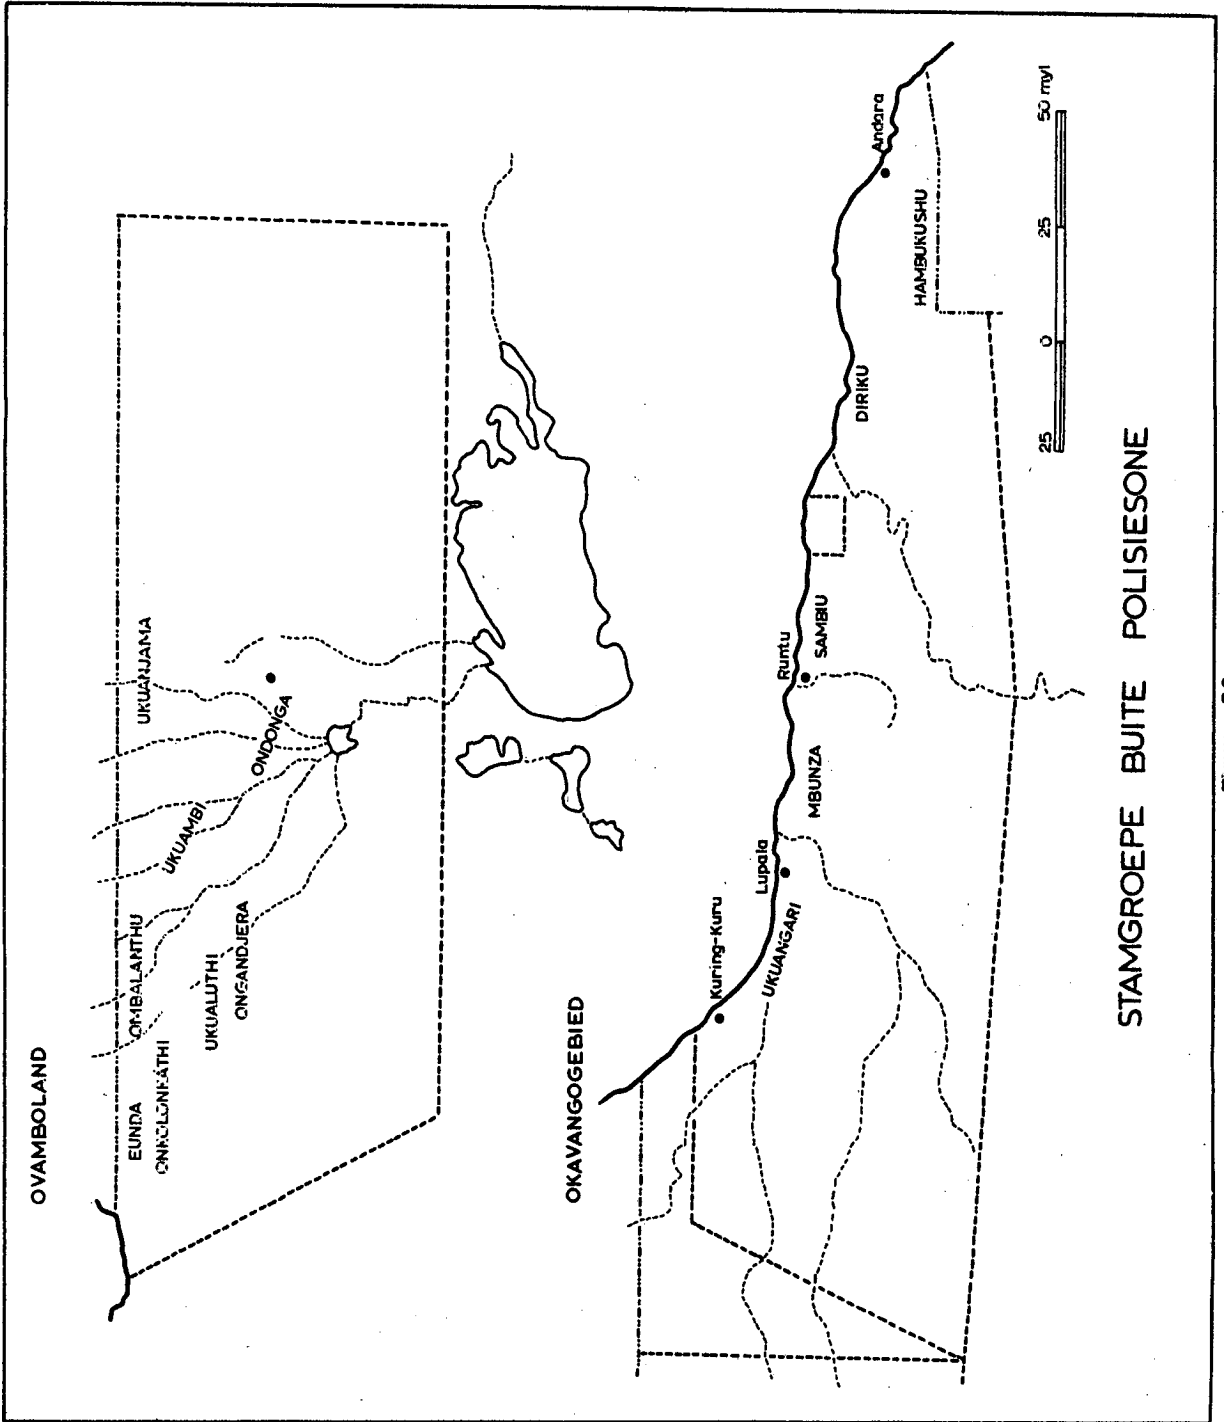 OVAMBOLAND
EUNDA
ONKOLONKATHI
OMBALANTHU
UKUALUTHI
ONGANDJERA
UKUAMBI
ONDONGA
UKUANJAMA
OKAVANGOGEBIED
Kuring-Kuru
UKUANGARI
Lupala
MBUNZA
Runtu
SAMBIU
DIRIKU
HAMBUKUSHU
Andara
25 0 25 50 myl
STAMGROEPE BUITE POLISIESONE